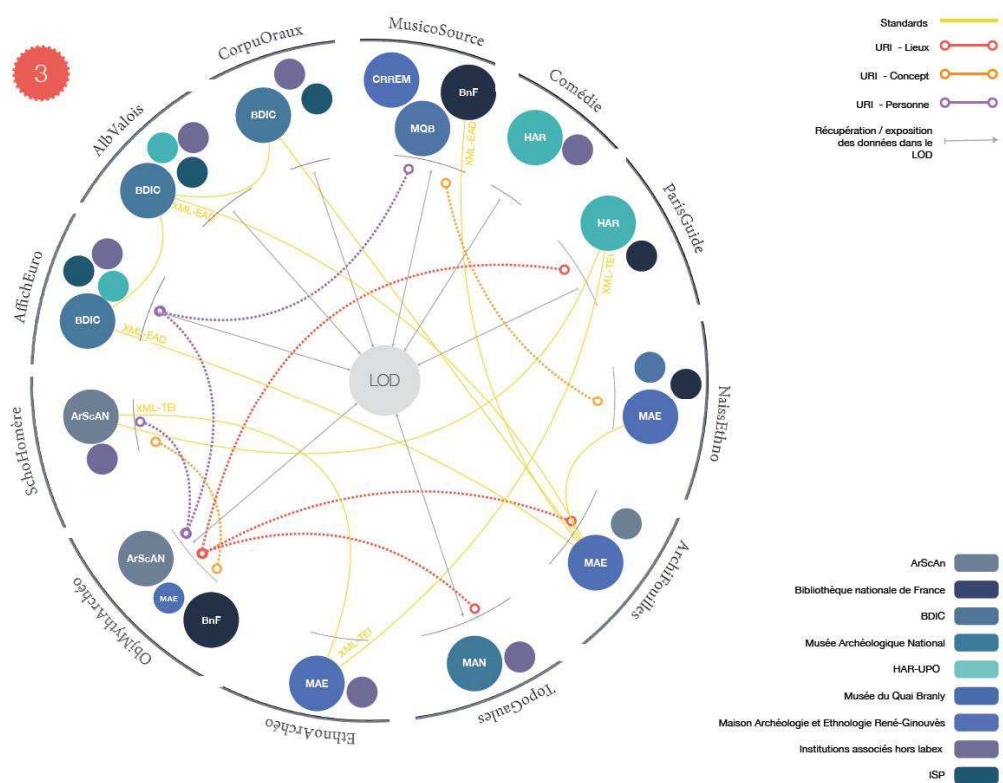 3
CorpuOraux
MusicoSource
Comédie
ParisGuide
NaissEthno
ArchiFouilles
TopoGaules
EthnoArchéo
ObjMythArchéo
SchoHomère
AffichEuro
AlbValois
BDIC
CRREM
BnF
MQB
XML-EAD
HAR
HAR
XML-TEI
MAE
MAE
MAN
MAE
XML-TEI
ArScAN
MAE
BnF
ArScAN
XML-TEI
BDIC
XML-EAD
BDIC
XML-EAD
LOD
Standards
URI - Lieux
URI - Concept
URI - Personne
Récupération / exposition
des données dans le
LOD
ArScAn
Bibliothèque nationale de France
BDIC
Musée Archéologique National
HAR-UPO
Musée du Quai Branly
Maison Archéologie et Ethnologie René-Ginouvès
Institutions associés hors labex
ISP